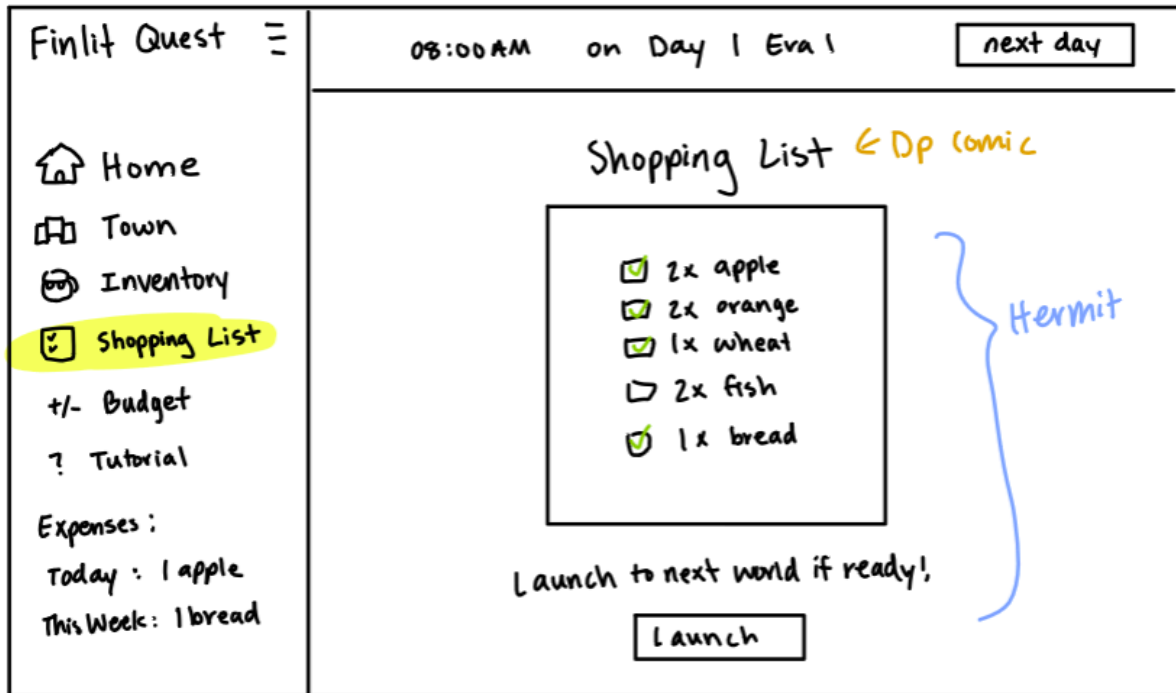 Finlit Quest
08:00AM on Day 1 Era 1
next day
Home
Town
Inventory
Shopping List
+/- Budget
? Tutorial
Expenses:
Today: 1 apple
This Week: 1 bread
Shopping List ← Dp Comic
2x apple
2x orange
1x wheat
2x fish
1x bread
Hermit
Launch to next world if ready!
Launch